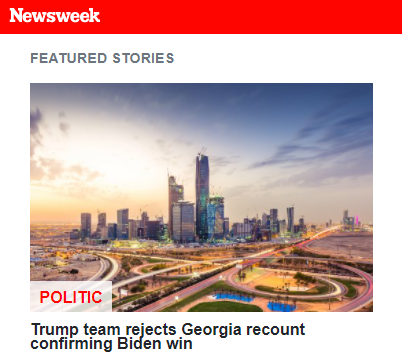 Newsweek
FEATURED STORIES
POLITIC
Trump team rejects Georgia recount
confirming Biden win